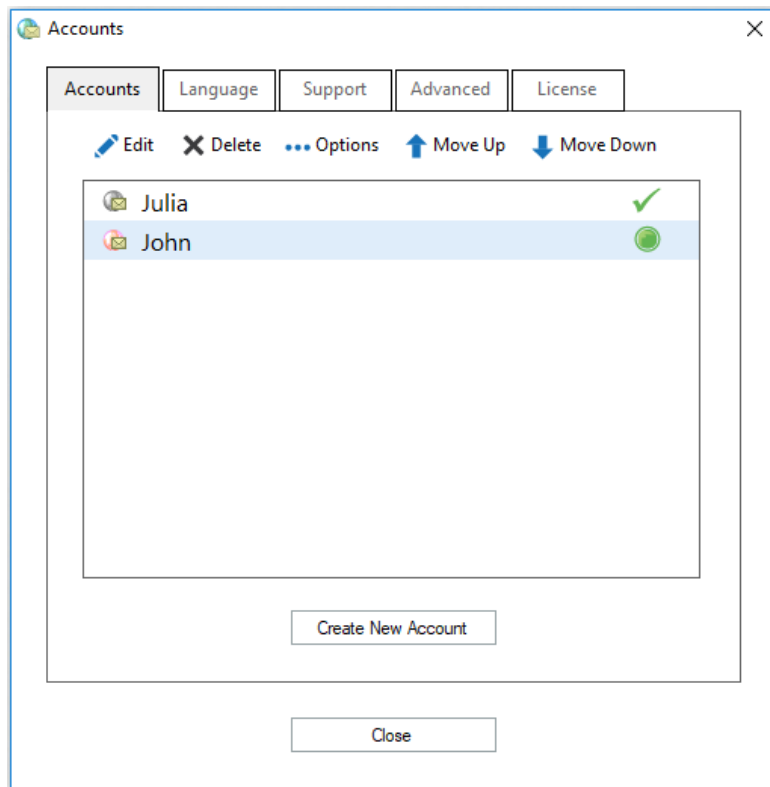 Accounts
Accounts Language Support Advanced License
Edit Delete Options Move Up Move Down
Julia
John
Create New Account
Close